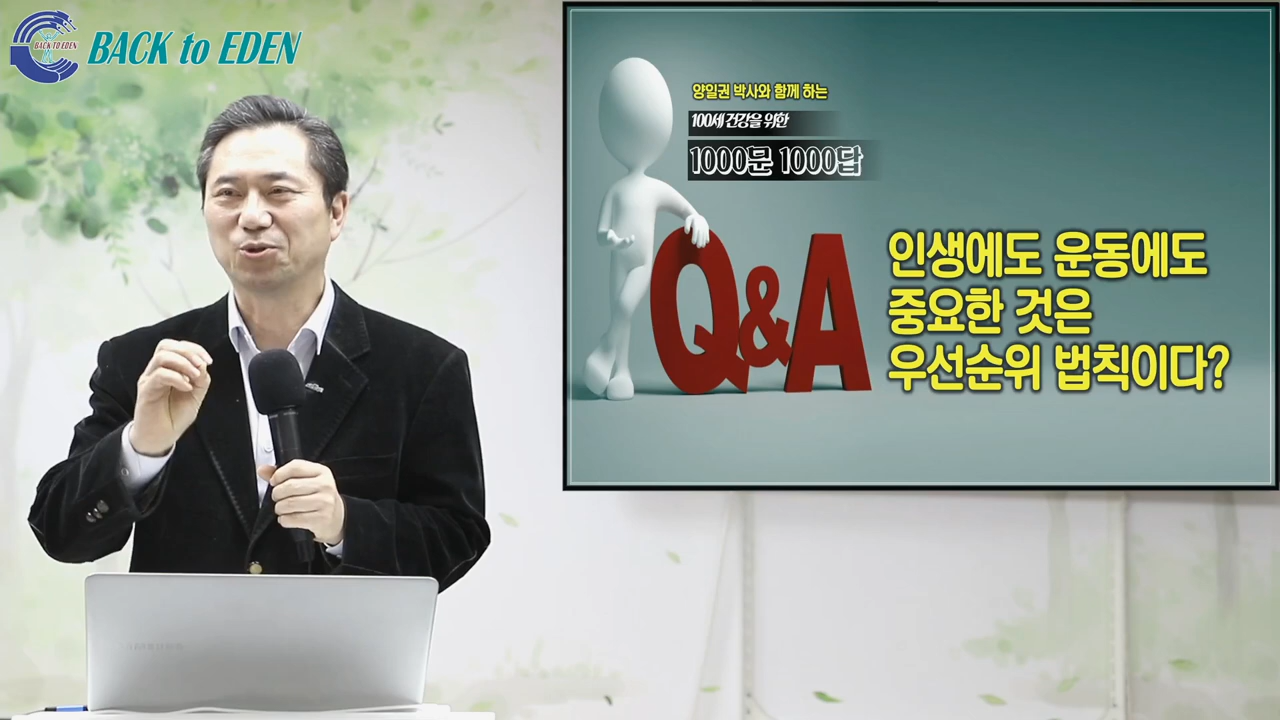 BACK TO EDEN
BACK to EDEN
양일권 박사와 함께 하는
100세 건강을 위한
1000문 1000답
Q&A
인생에도 운동에도
중요한 것은
우선순위 법칙이다?